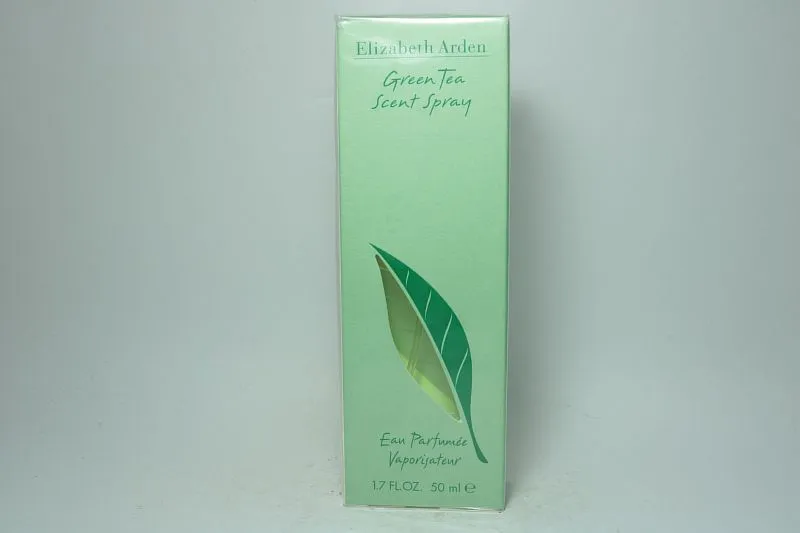 Elizabeth Arden
Green Tea
Scent Spray
Eau Parfumée
Vaporisateur
1.7 FL.OZ. 50 ml ℮